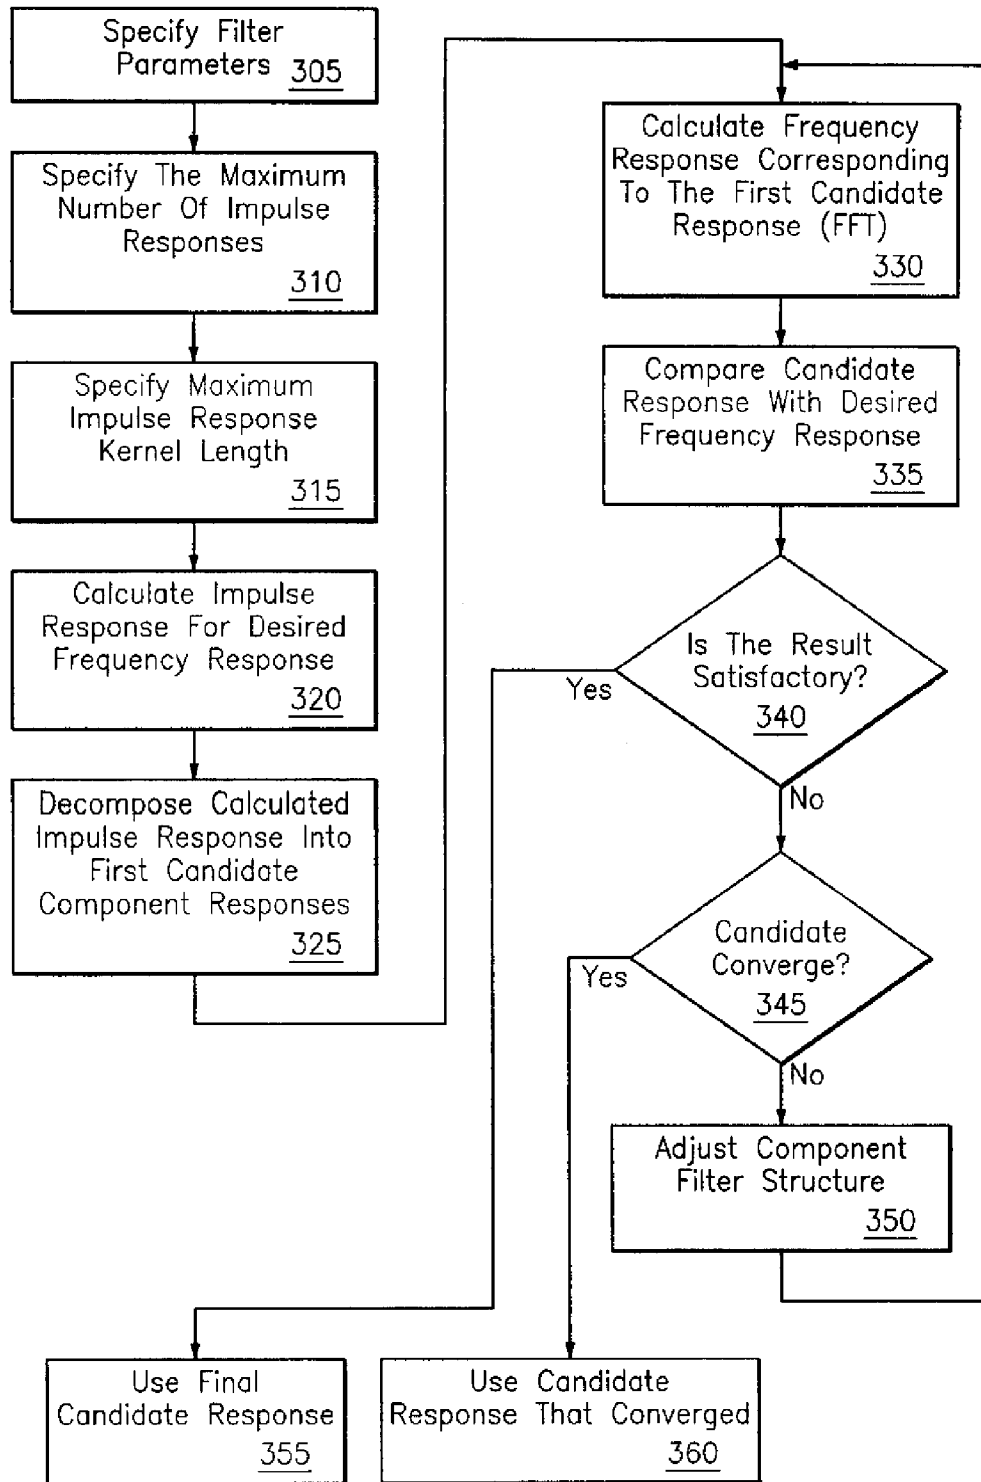 Specify Filter
Parameters 305
Specify The Maximum
Number Of Impulse
Responses
310
Specify Maximum
Impulse Response
Kernel Length
315
Calculate Impulse
Response For Desired
Frequency Response
320
Decompose Calculated
Impulse Response Into
First Candidate
Component Responses
325
Calculate Frequency
Response Corresponding
To The First Candidate
Response (FFT)
330
Compare Candidate
Response With Desired
Frequency Response
335
Is The Result
Satisfactory?
340
Yes
No
Candidate
Converge?
345
Yes
No
Adjust Component
Filter Structure
350
Use Final
Candidate Response
355
Use Candidate
Response That Converged
360